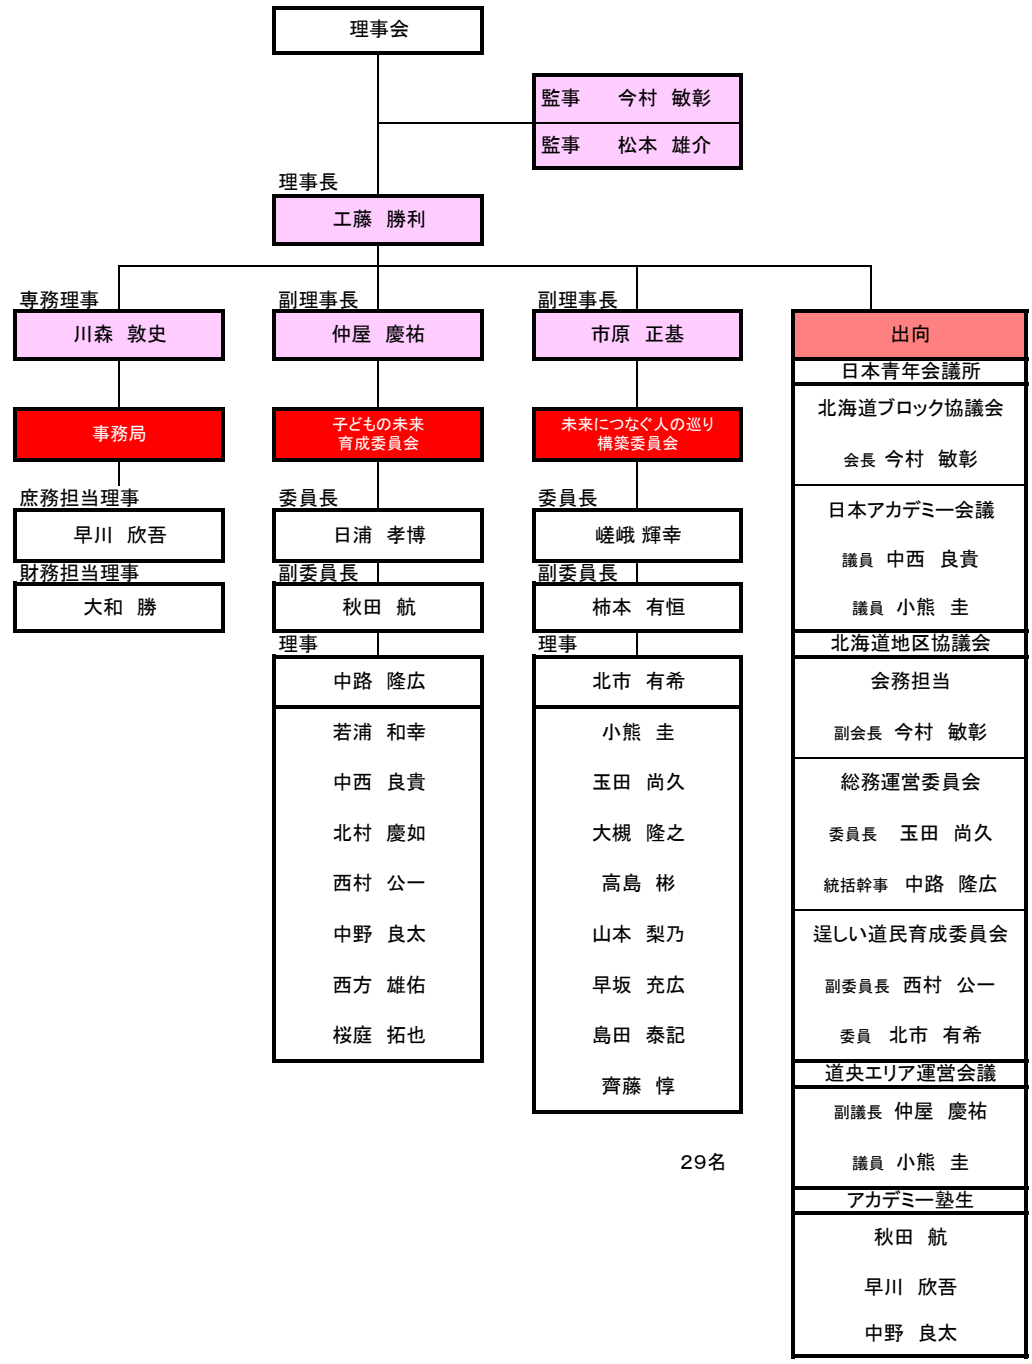 理事会
監事　今村 敏彰
監事　松本 雄介
理事長
工藤 勝利
専務理事
川森 敦史
事務局
庶務担当理事
早川 欣吾
財務担当理事
大和 勝
副理事長
仲屋 慶祐
子どもの未来
育成委員会
委員長
日浦 孝博
副委員長
秋田 航
理事
中路 隆広
若浦 和幸
中西 良貴
北村 慶如
西村 公一
中野 良太
西方 雄佑
桜庭 拓也
副理事長
市原 正基
未来につなぐ人の巡り
構築委員会
委員長
嵯峨 輝幸
副委員長
柿本 有恒
理事
北市 有希
小熊 圭
玉田 尚久
大槻 隆之
高島 彬
山本 梨乃
早坂 充広
島田 泰記
齊藤 惇
29名
出向
日本青年会議所
北海道ブロック協議会
会長 今村 敏彰
日本アカデミー会議
議員 中西 良貴
議員 小熊 圭
北海道地区協議会
会務担当
副会長 今村 敏彰
総務運営委員会
委員長 玉田 尚久
統括幹事 中路 隆広
逞しい道民育成委員会
副委員長 西村 公一
委員 北市 有希
道央エリア運営会議
副議長 仲屋 慶祐
議員 小熊 圭
アカデミー塾生
秋田 航
早川 欣吾
中野 良太